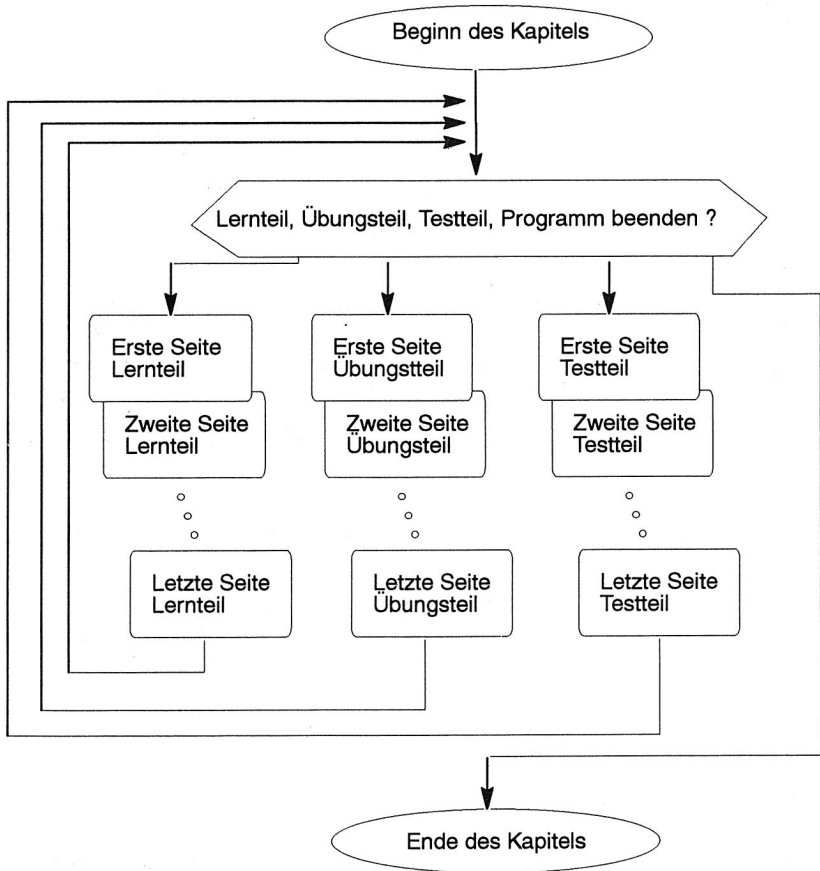 Beginn des Kapitels
Lernteil, Übungsteil, Testteil, Programm beenden ?
Erste Seite
Lernteil
Erste Seite
Übungstteil
Erste Seite
Testteil
Zweite Seite
Lernteil
Zweite Seite
Übungsteil
Zweite Seite
Testteil
Letzte Seite
Lernteil
Letzte Seite
Übungsteil
Letzte Seite
Testteil
Ende des Kapitels